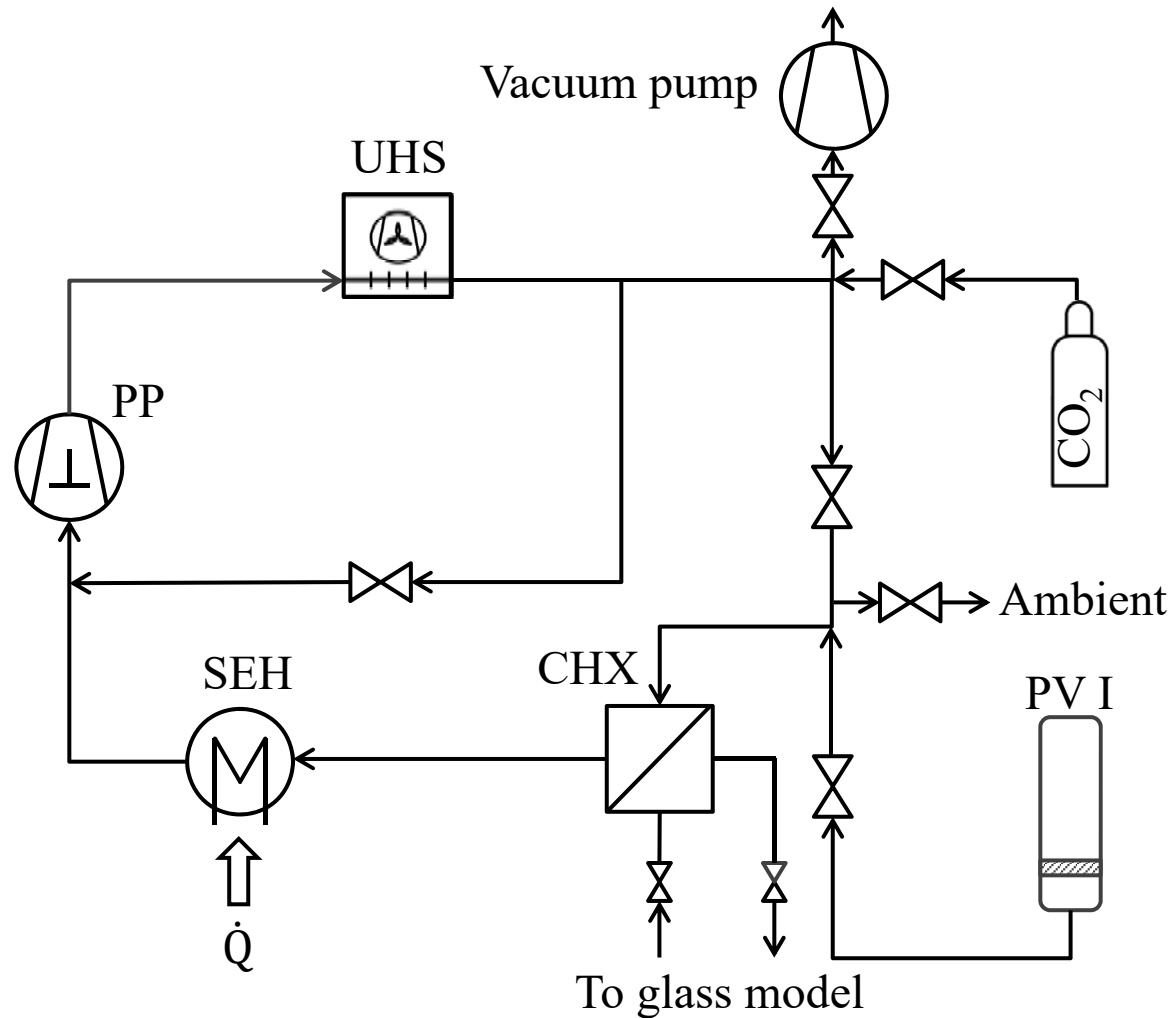 Vacuum pump
UHS
PP
CO₂
Ambient
SEH
CHX
PV I
Q̇
To glass model